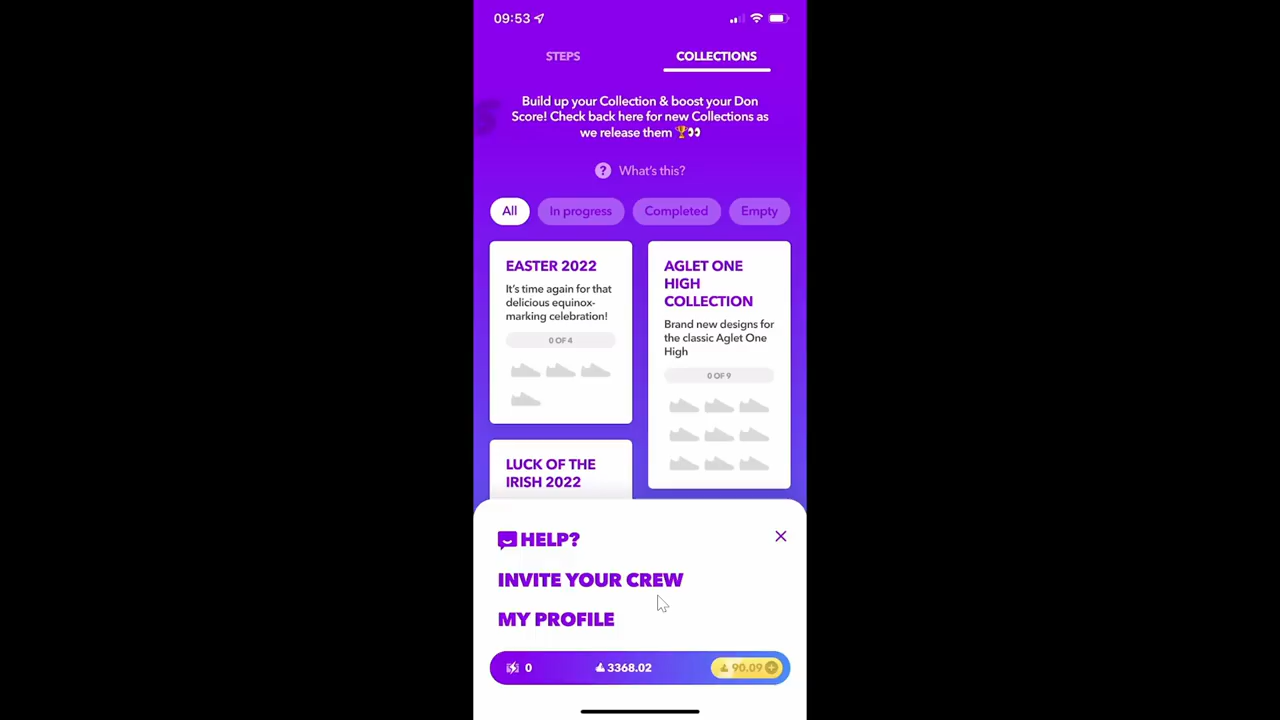 09:53
STEPS
COLLECTIONS
Build up your Collection & boost your Don
Score! Check back here for new Collections as
we release them 🏆👀
? What's this?
All
In progress
Completed
Empty
EASTER 2022
It's time again for that
delicious equinox-
marking celebration!
0 OF 4
AGLET ONE
HIGH
COLLECTION
Brand new designs for
the classic Aglet One
High
0 OF 9
LUCK OF THE
IRISH 2022
HELP?
INVITE YOUR CREW
MY PROFILE
0
3368.02
90.09